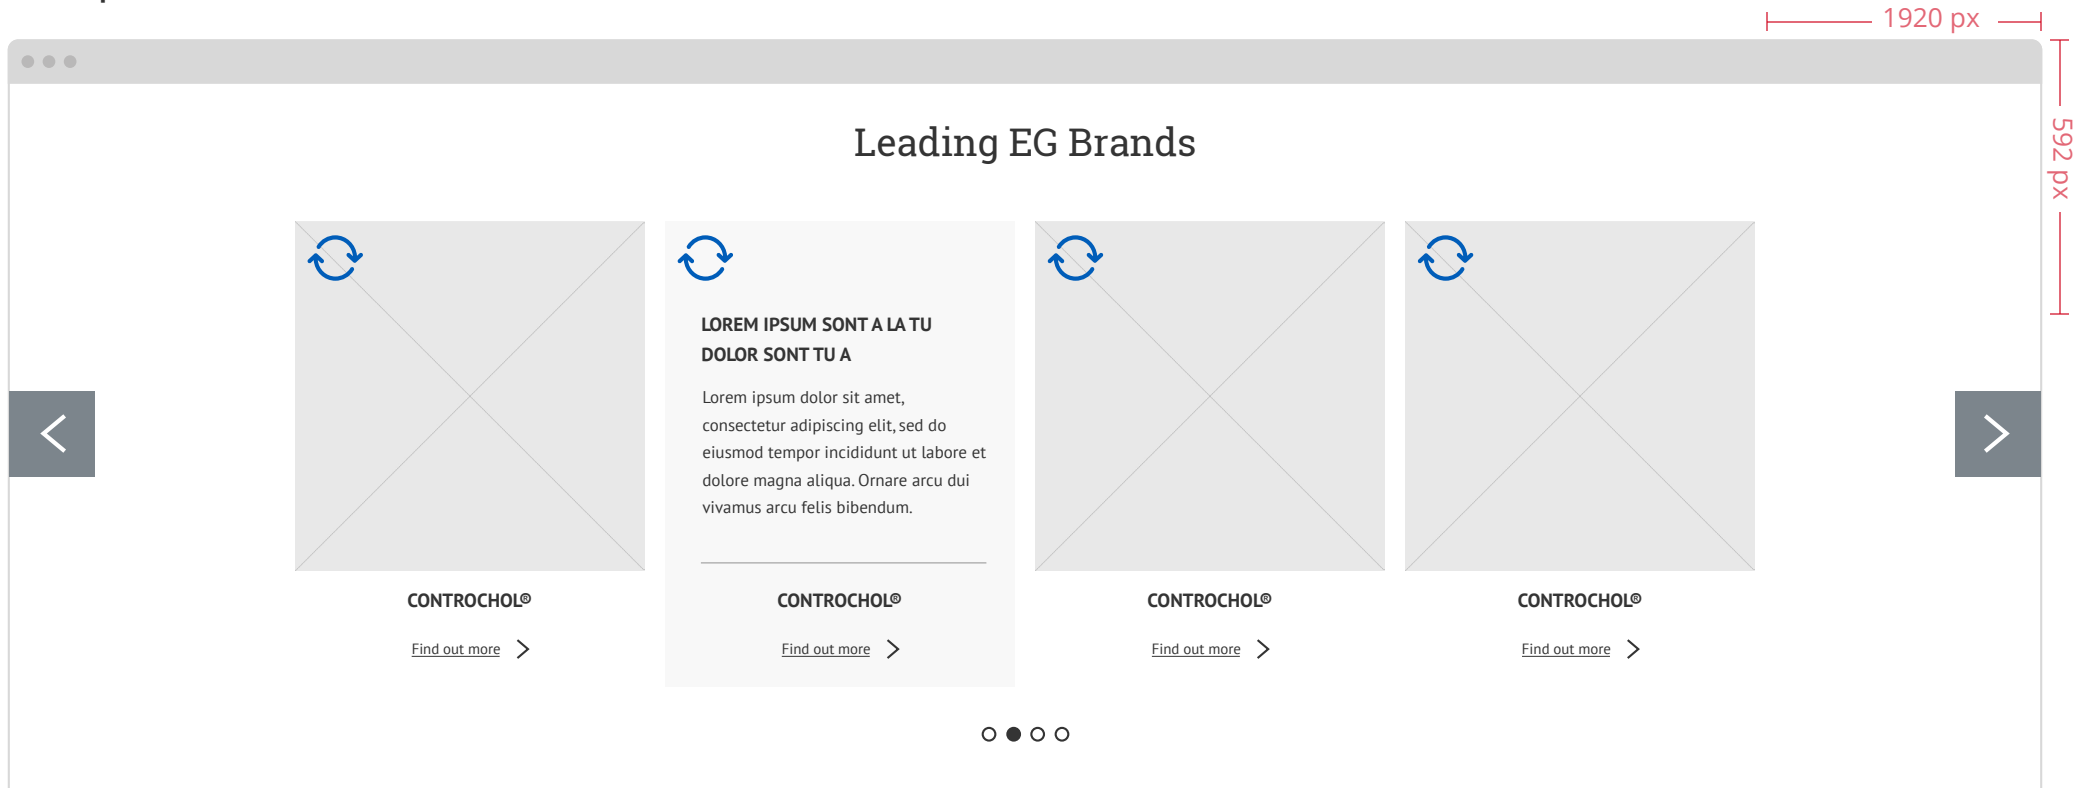 1920 px
592 px
Leading EG Brands
LOREM IPSUM SONT A LA TU
DOLOR SONT TU A
Lorem ipsum dolor sit amet,
consectetur adipiscing elit, sed do
eiusmod tempor incididunt ut labore et
dolore magna aliqua. Ornare arcu dui
vivamus arcu felis bibendum.
CONTROCHOL®
CONTROCHOL®
CONTROCHOL®
CONTROCHOL®
Find out more
Find out more
Find out more
Find out more